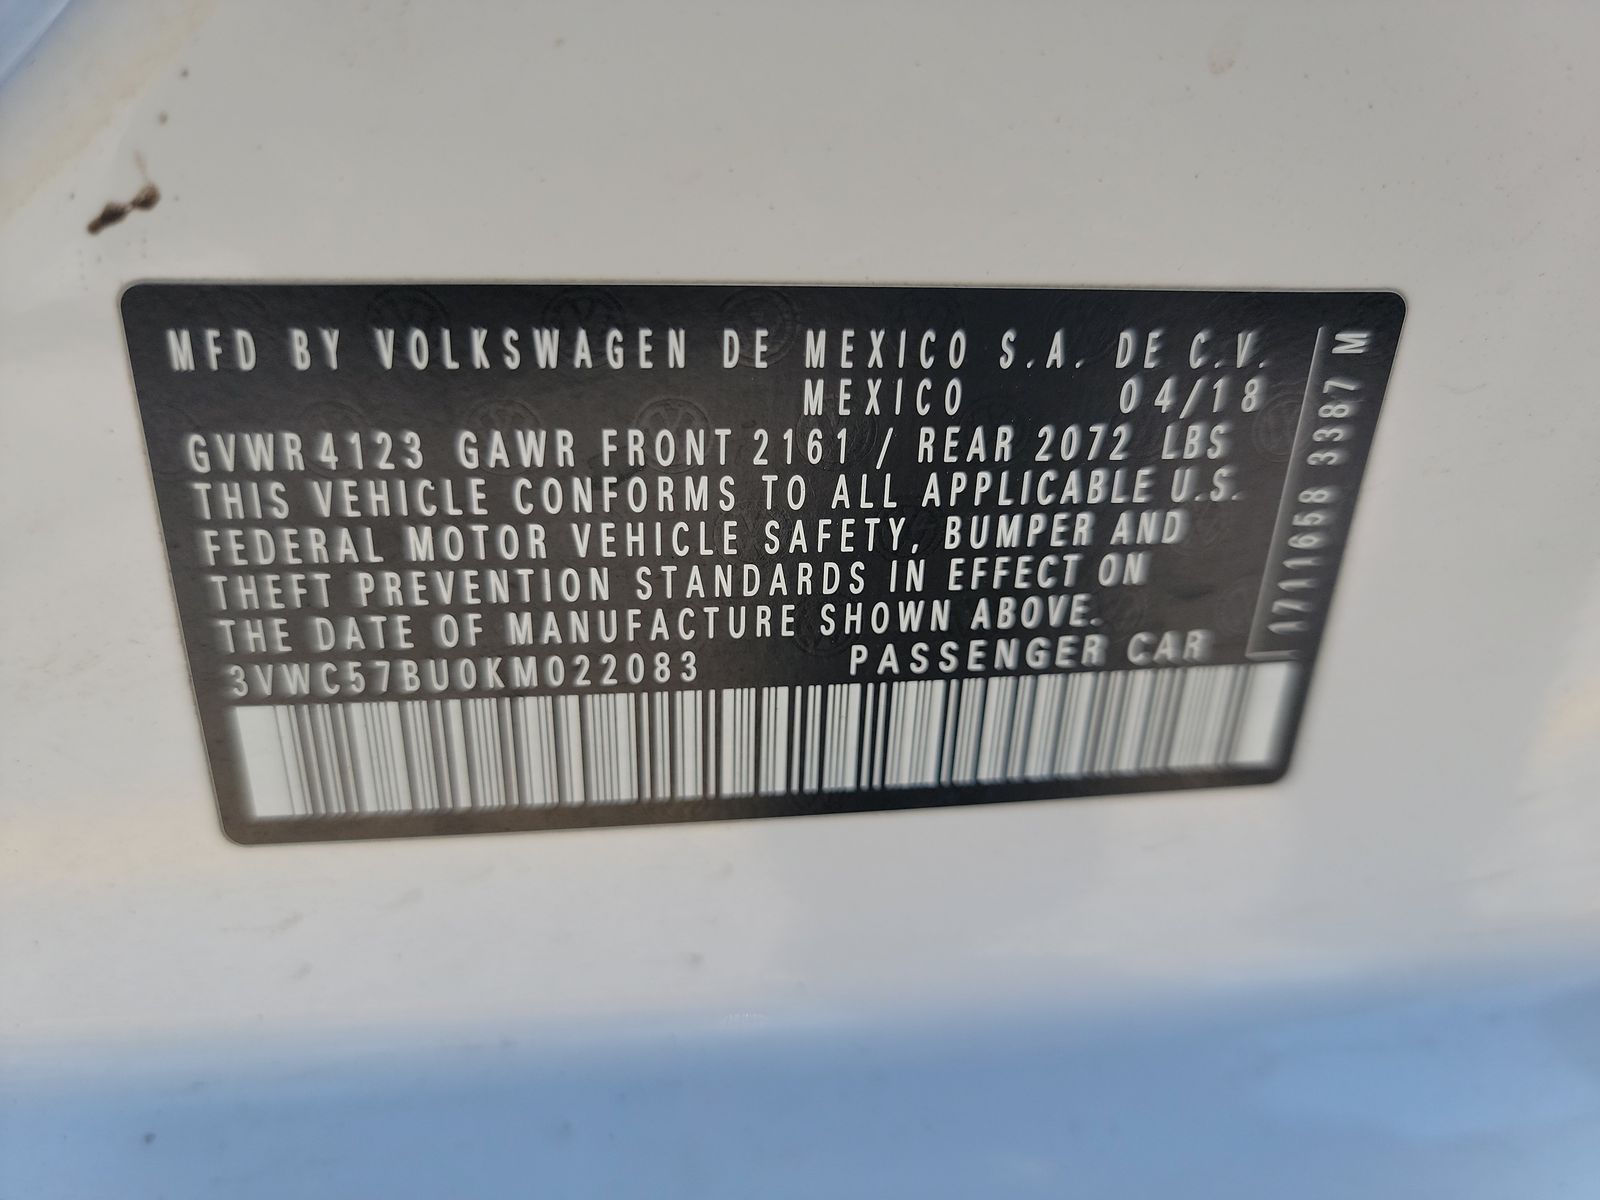 MFD BY VOLKSWAGEN DE MEXICO S.A. DE C.V.
MEXICO 04/18
GVWR 4123 GAWR FRONT 2161 / REAR 2072 LBS
THIS VEHICLE CONFORMS TO ALL APPLICABLE U.S.
FEDERAL MOTOR VEHICLE SAFETY, BUMPER AND
THEFT PREVENTION STANDARDS IN EFFECT ON
THE DATE OF MANUFACTURE SHOWN ABOVE.
3VWC57BU0KM022083 PASSENGER CAR
1711658 3387 M